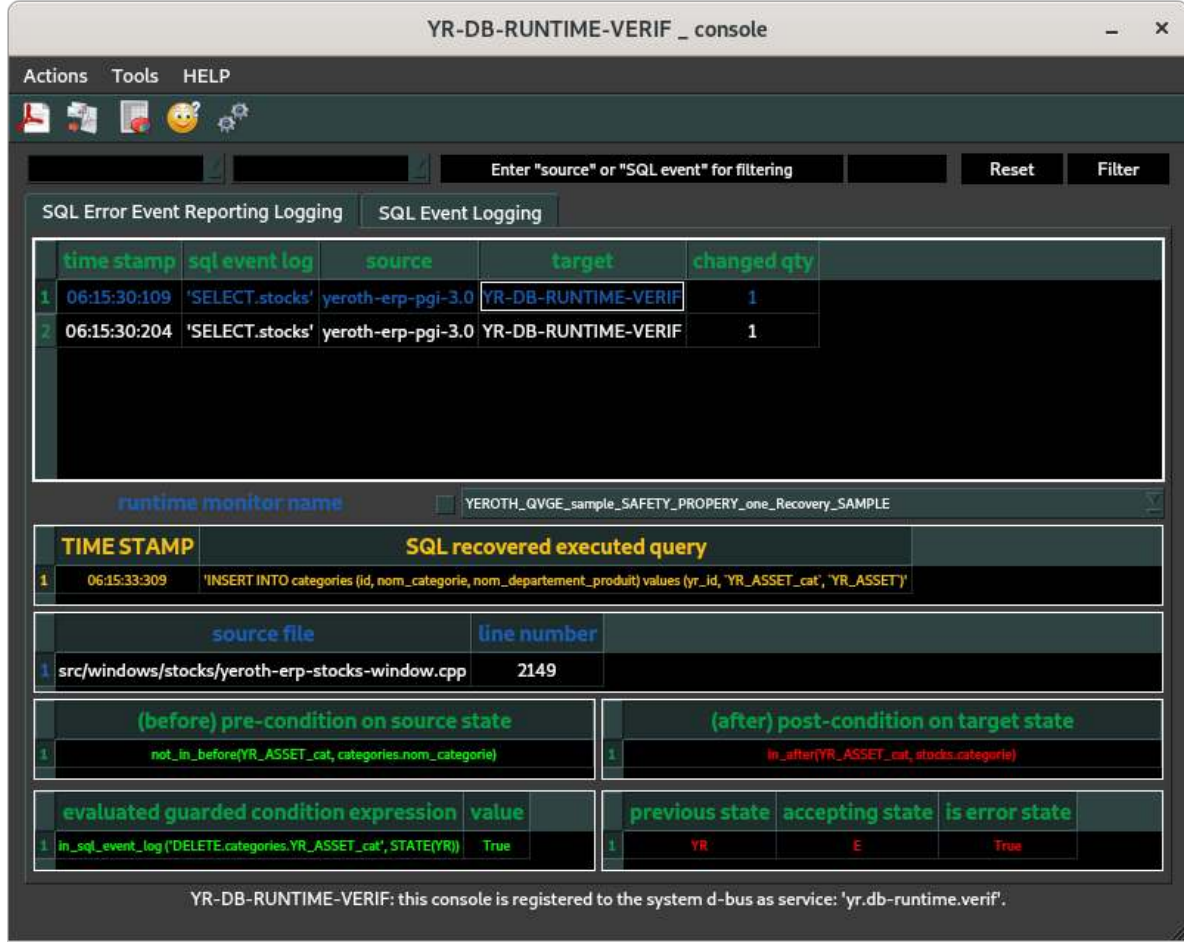 YR-DB-RUNTIME-VERIF _ console
Actions Tools HELP
Enter "source" or "SQL event" for filtering Reset Filter
SQL Error Event Reporting Logging SQL Event Logging
time stamp sql event log source target changed qty
1 06:15:30:109 'SELECT.stocks' yeroth-erp-pgi-3.0 YR-DB-RUNTIME-VERIF 1
2 06:15:30:204 'SELECT.stocks' yeroth-erp-pgi-3.0 YR-DB-RUNTIME-VERIF 1
runtime monitor name YEROTH_QVGE_sample_SAFETY_PROPERY_one_Recovery_SAMPLE
TIME STAMP SQL recovered executed query
1 06:15:33:309 'INSERT INTO categories (id, nom_categorie, nom_departement_produit) values (yr_id, 'YR_ASSET_cat', 'YR_ASSET')'
source file line number
1 src/windows/stocks/yeroth-erp-stocks-window.cpp 2149
(before) pre-condition on source state (after) post-condition on target state
1 not_in_before(YR_ASSET_cat, categories.nom_categorie) 1 in_after(YR_ASSET_cat, stocks.categorie)
evaluated guarded condition expression value previous state accepting state is error state
1 in_sql_event_log ('DELETE.categories.YR_ASSET_cat', STATE(YR)) True 1 YR E True
YR-DB-RUNTIME-VERIF: this console is registered to the system d-bus as service: 'yr.db-runtime.verif'.